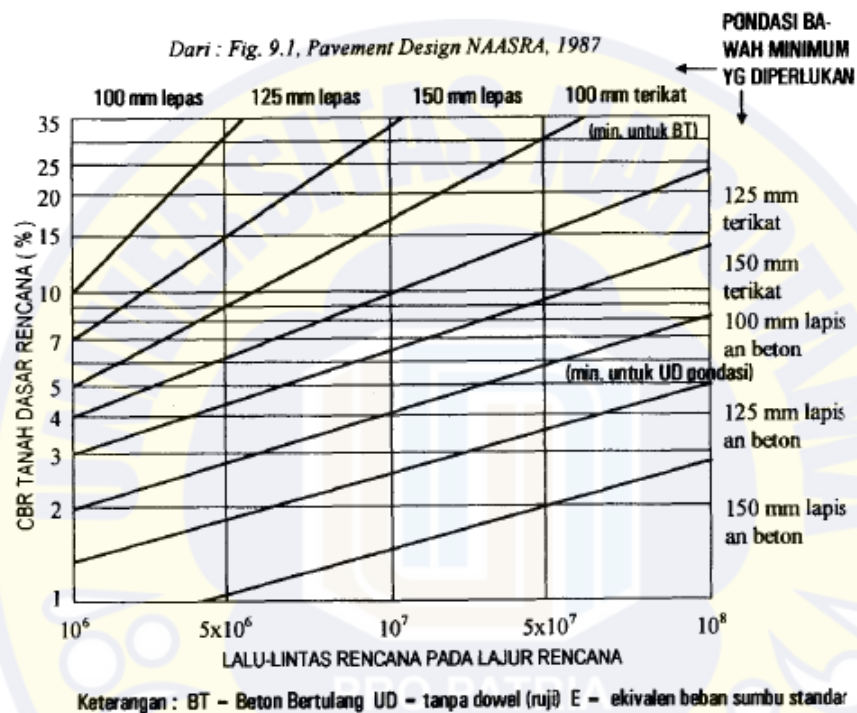 Dari : Fig. 9.1, Pavement Design NAASRA, 1987
PONDASI BA-
WAH MINIMUM
YG DIPERLUKAN
100 mm lepas 125 mm lepas 150 mm lepas 100 mm terikat
(min. untuk BT)
35
25
20
15
10
7
5
4
3
2
1
CBR TANAH DASAR RENCANA ( % )
125 mm
terikat
150 mm
terikat
100 mm lapis
an beton
(min. untuk UD pondasi)
125 mm lapis
an beton
150 mm lapis
an beton
10⁶ 5x10⁶ 10⁷ 5x10⁷ 10⁸
LALU-LINTAS RENCANA PADA LAJUR RENCANA
PRO PATRIA
Keterangan : BT – Beton Bertulang UD – tanpa dowel (ruji) E – ekivalen beban sumbu standar